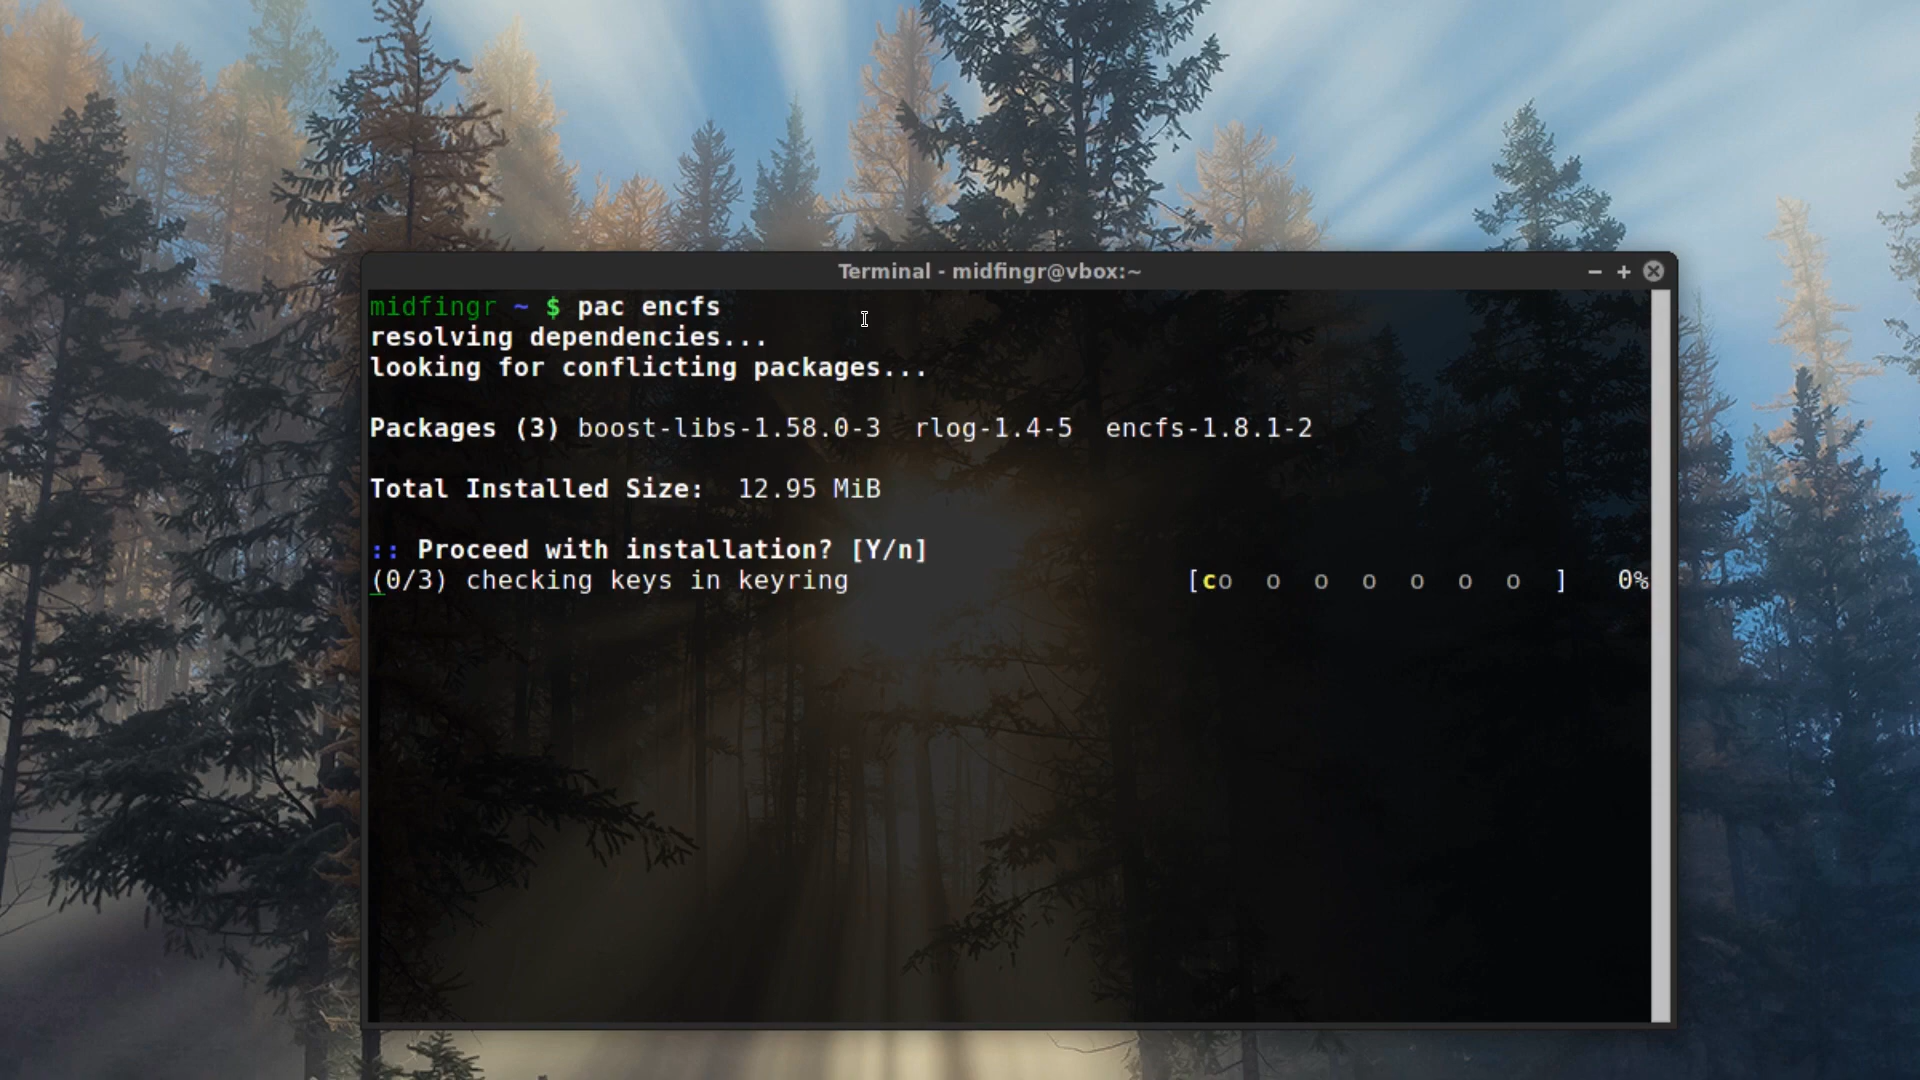 Terminal - midfingr@vbox:~
midfingr ~ $ pac encfs
resolving dependencies...
looking for conflicting packages...
Packages (3) boost-libs-1.58.0-3  rlog-1.4-5  encfs-1.8.1-2
Total Installed Size:  12.95 MiB
:: Proceed with installation? [Y/n]
(0/3) checking keys in keyring [co  o  o  o  o  o  o  ]  0%